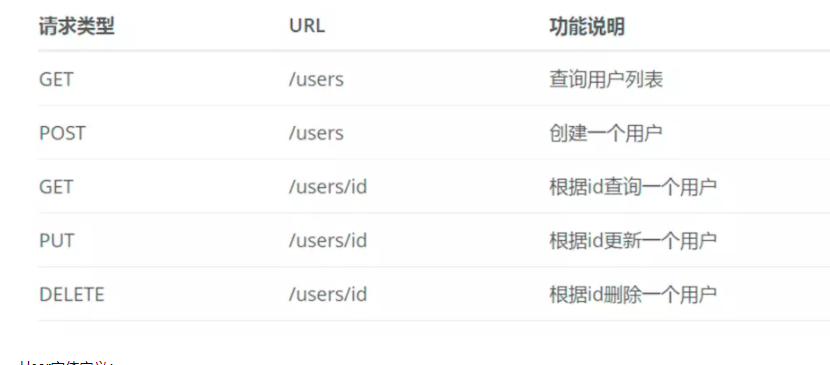 请求类型 URL 功能说明
GET /users 查询用户列表
POST /users 创建一个用户
GET /users/id 根据id查询一个用户
PUT /users/id 根据id更新一个用户
DELETE /users/id 根据id删除一个用户